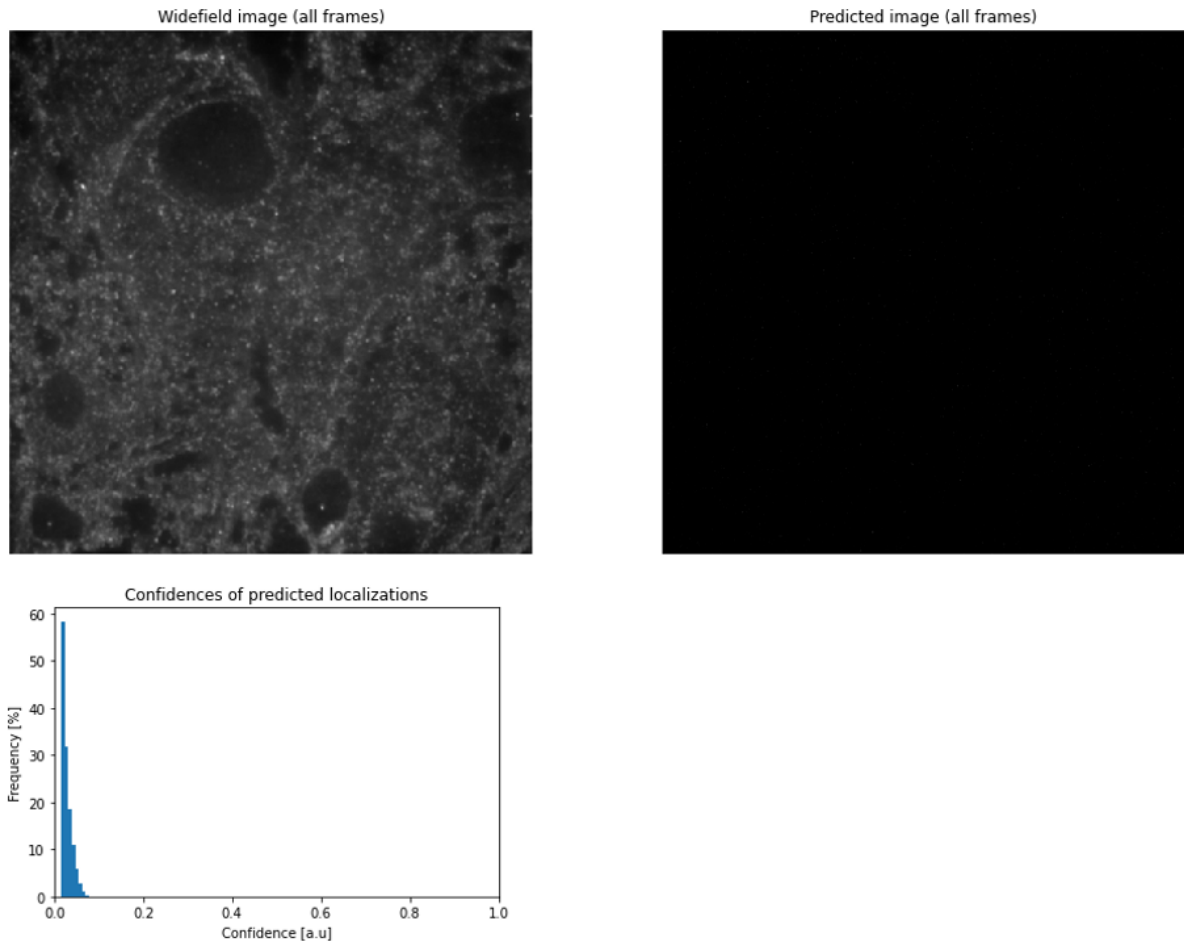 Widefield image (all frames)
Predicted image (all frames)
Confidences of predicted localizations
60
50
40
30
20
10
0
Frequency [%]
0.0 0.2 0.4 0.6 0.8 1.0
Confidence [a.u]